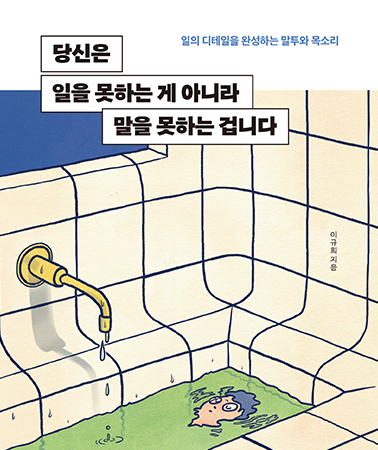 일의 디테일을 완성하는 말투와 목소리
당신은
일을 못하는 게 아니라
말을 못하는 겁니다
이규희 지음